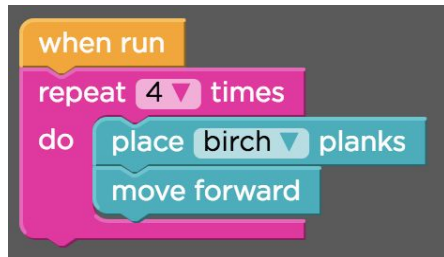 when run
repeat 4 times
do place birch planks
move forward